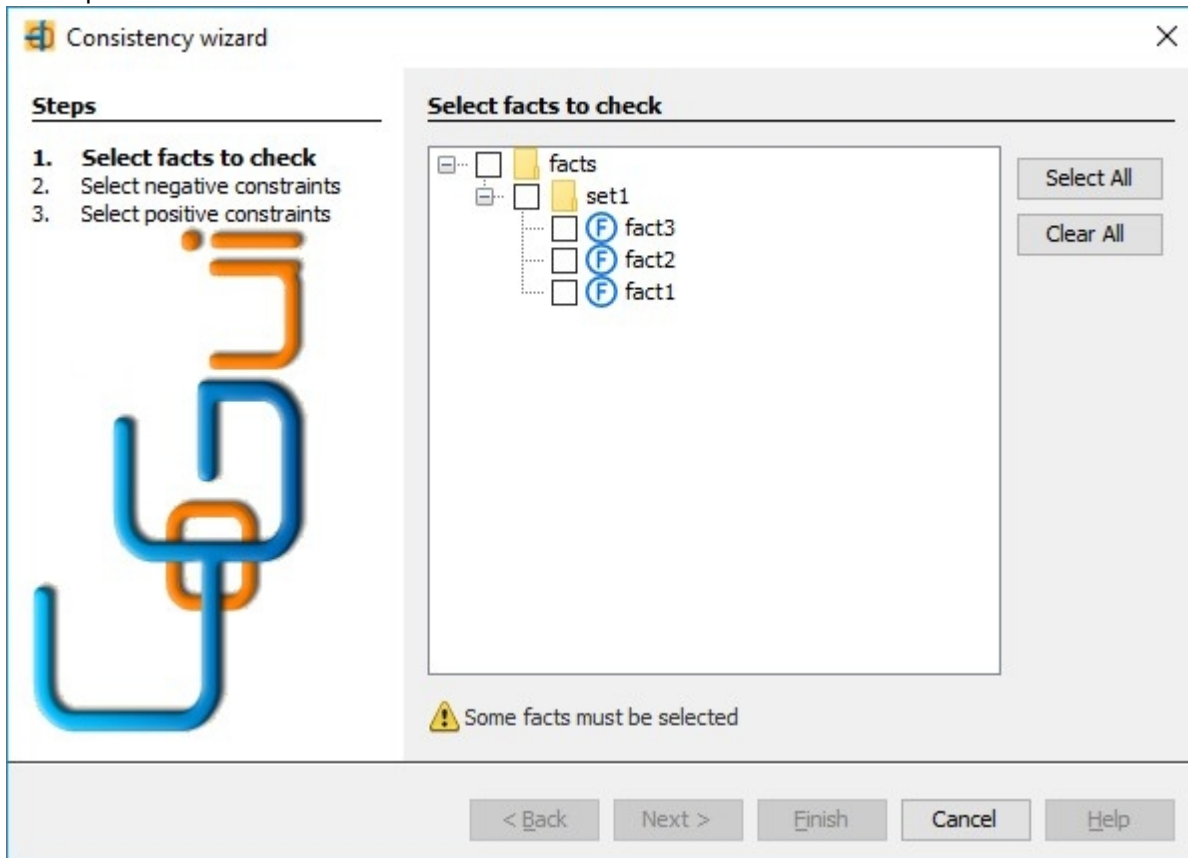 Consistency wizard
Steps
1. Select facts to check
2. Select negative constraints
3. Select positive constraints
Select facts to check
facts
set1
F fact3
F fact2
F fact1
Select All
Clear All
Some facts must be selected
< Back
Next >
Finish
Cancel
Help